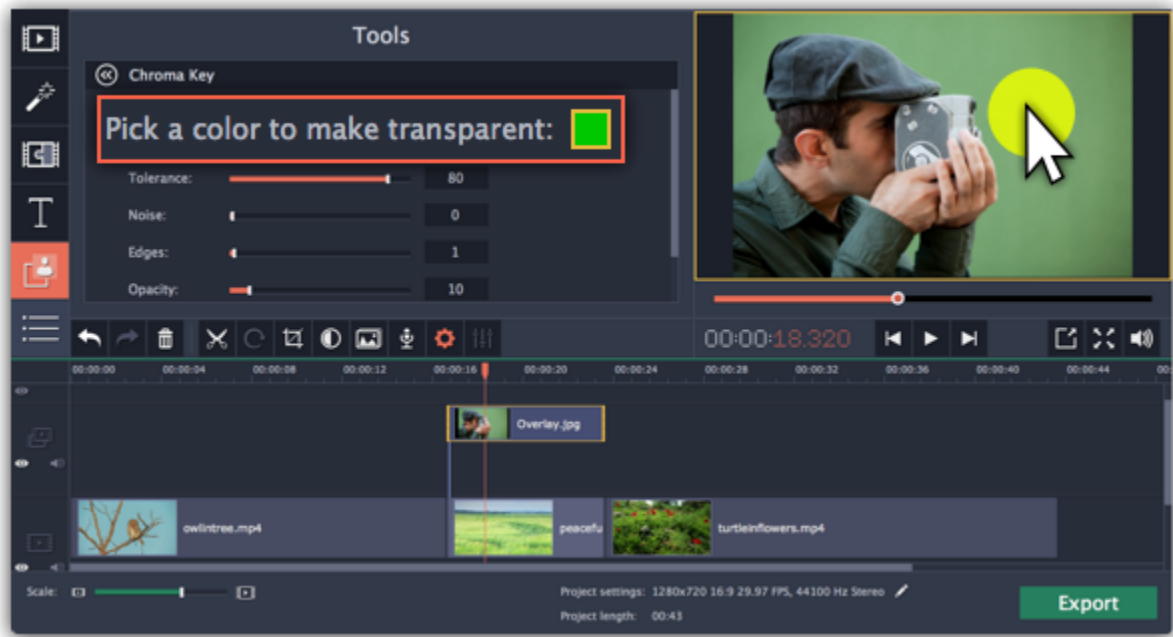 Tools
Chroma Key
Pick a color to make transparent:
Tolerance: 80
Noise: 0
Edges: 1
Opacity: 10
T
00:00:18.320
00:00:00 00:00:04 00:00:08 00:00:12 00:00:16 00:00:20 00:00:24 00:00:28 00:00:32 00:00:36 00:00:40 00:00:44 00:
Overlay.jpg
owlintree.mp4 peacefu turtleinflowers.mp4
Scale: Project settings: 1280x720 16:9 29.97 FPS, 44100 Hz Stereo
Project length: 00:43
Export